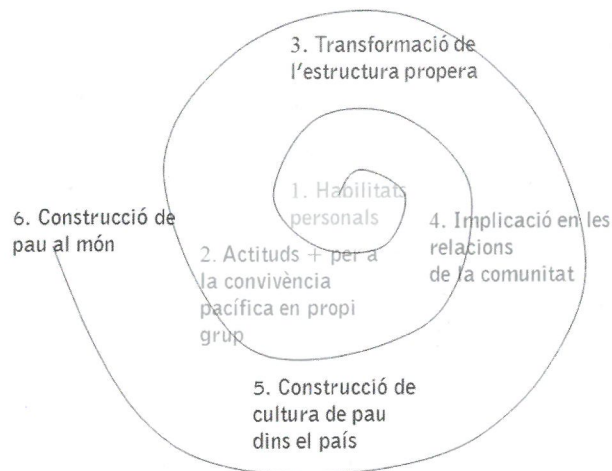 3. Transformació de
l'estructura propera
1. Habilitats
personals
6. Construcció de
pau al món
4. Implicació en les
relacions
de la comunitat
2. Actituds + per a
la convivència
pacífica en propi
grup
5. Construcció de
cultura de pau
dins el país